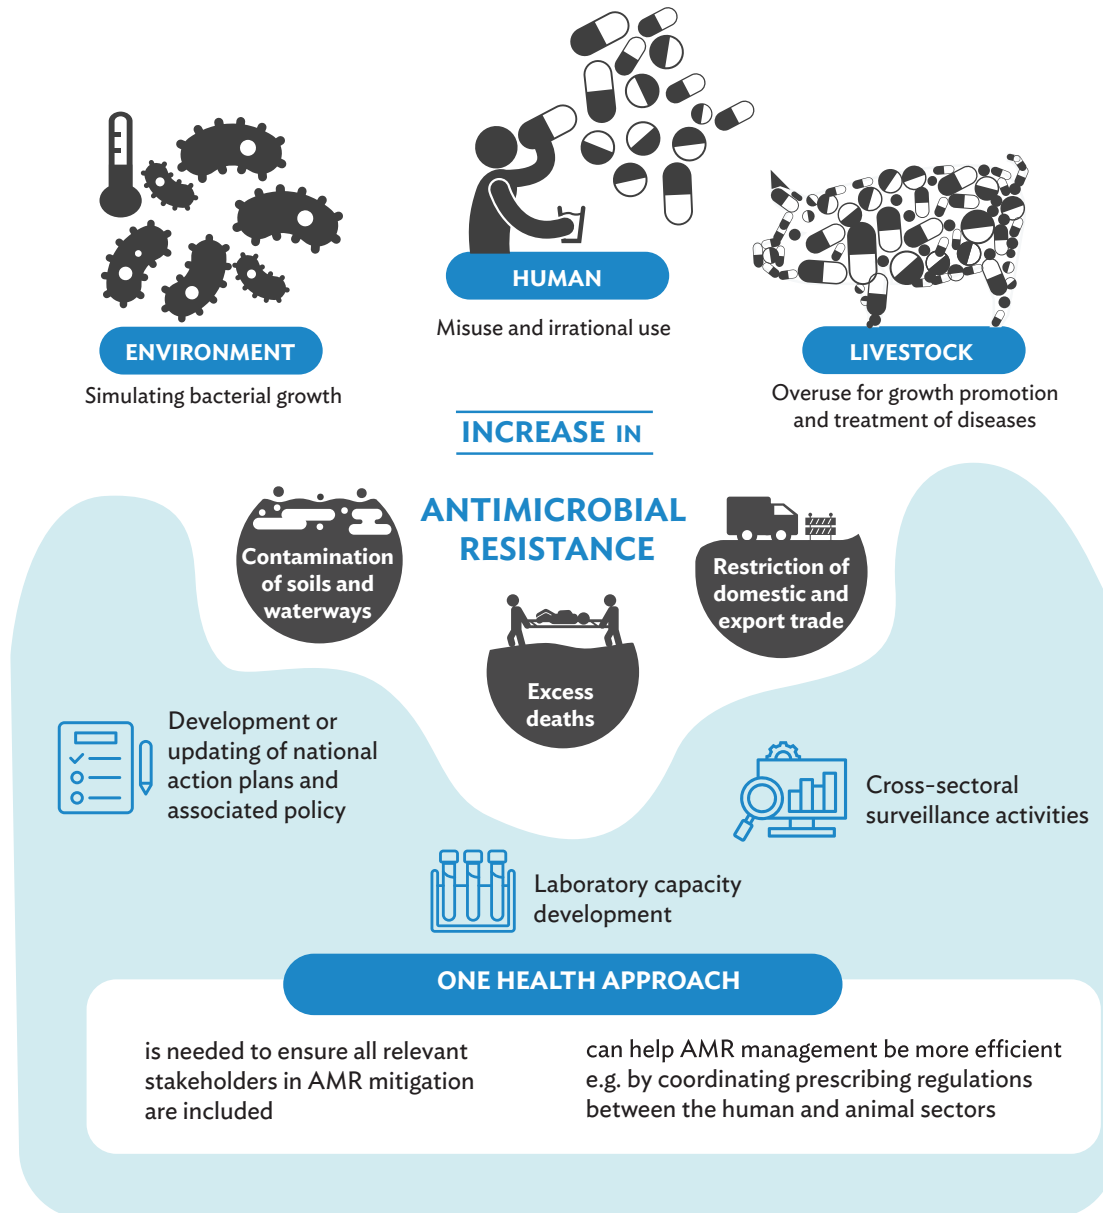 HUMAN
Misuse and irrational use
ENVIRONMENT
Simulating bacterial growth
LIVESTOCK
Overuse for growth promotion
and treatment of diseases
INCREASE IN
ANTIMICROBIAL
RESISTANCE
Contamination
of soils and
waterways
Excess
deaths
Restriction of
domestic and
export trade
Development or
updating of national
action plans and
associated policy
Laboratory capacity
development
Cross-sectoral
surveillance activities
ONE HEALTH APPROACH
is needed to ensure all relevant
stakeholders in AMR mitigation
are included
can help AMR management be more efficient
e.g. by coordinating prescribing regulations
between the human and animal sectors